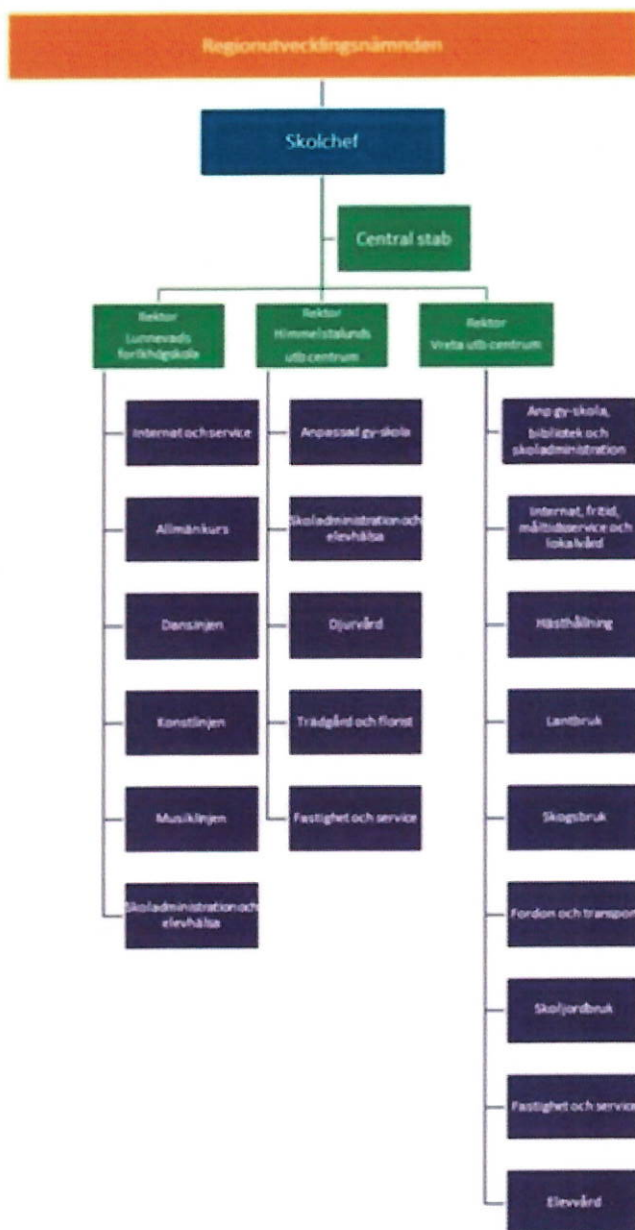 Regionutvecklingsnämnden
Skolchef
Central stab
Rektor
Lunnevads
folkhögskola
Rektor
Himmelstalunds
utb centrum
Rektor
Vreta utb centrum
Internat och service
Allmän kurs
Danslinjen
Konstlinjen
Musiklinjen
Skoladministration och
elevhälsa
Anpassad gy-skola
Skoladministration och
elevhälsa
Djurvård
Trädgård och florist
Fastighet och service
Anp gy-skola,
bibliotek och
skoladministration
Internat, fritid,
måltidsservice och
lokalvård
Hästhållning
Lantbruk
Skogsbruk
Fordon och transport
Skoljordbruk
Fastighet och service
Elevvård